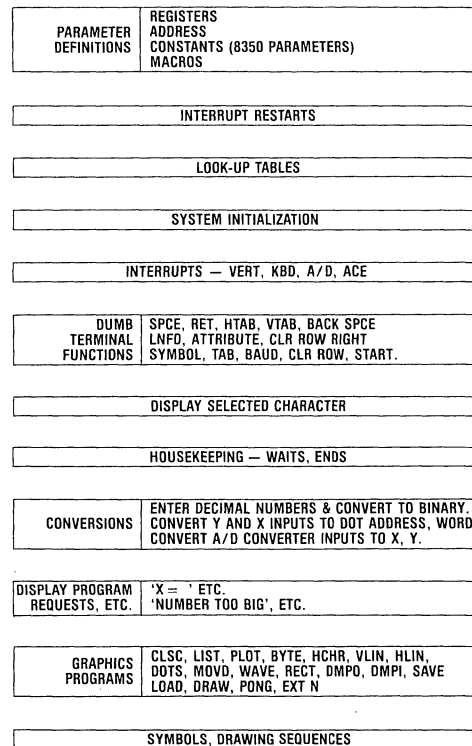 PARAMETER
DEFINITIONS
REGISTERS
ADDRESS
CONSTANTS (8350 PARAMETERS)
MACROS
INTERRUPT RESTARTS
LOOK-UP TABLES
SYSTEM INITIALIZATION
INTERRUPTS — VERT, KBD, A/D, ACE
DUMB
TERMINAL
FUNCTIONS
SPCE, RET, HTAB, VTAB, BACK SPCE
LNFD, ATTRIBUTE, CLR ROW RIGHT
SYMBOL, TAB, BAUD, CLR ROW, START.
DISPLAY SELECTED CHARACTER
HOUSEKEEPING — WAITS, ENDS
CONVERSIONS
ENTER DECIMAL NUMBERS & CONVERT TO BINARY.
CONVERT Y AND X INPUTS TO DOT ADDRESS, WORD
CONVERT A/D CONVERTER INPUTS TO X, Y.
DISPLAY PROGRAM
REQUESTS, ETC.
'X = ' ETC.
'NUMBER TOO BIG', ETC.
GRAPHICS
PROGRAMS
CLSC, LIST, PLOT, BYTE, HCHR, VLIN, HLIN,
DOTS, MOVD, WAVE, RECT, DMPO, DMPI, SAVE
LOAD, DRAW, PONG, EXT N
SYMBOLS, DRAWING SEQUENCES